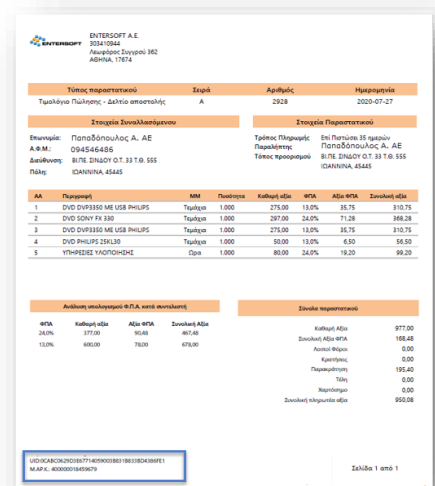 ENTERSOFT
ENTERSOFT A.E.
303410944
Λεωφόρος Συγγρού 362
ΑΘΗΝΑ, 17674
Τύπος παραστατικού Σειρά Αριθμός Ημερομηνία
Τιμολόγιο Πώλησης - Δελτίο αποστολής Α 2928 2020-07-27
Στοιχεία Συναλλασόμενου
Επωνυμία: Παπαδόπουλος Α. ΑΕ
Α.Φ.Μ.: 094546486
Διεύθυνση: ΒΙ.ΠΕ. ΣΙΝΔΟΥ Ο.Τ. 33 Τ.Θ. 555
Πόλη: ΙΩΑΝΝΙΝΑ, 45445
Στοιχεία Παραστατικού
Τρόπος Πληρωμής Επί Πιστώσει 35 ημερών
Παραλήπτης Παπαδόπουλος Α. ΑΕ
Τόπος προορισμού ΒΙ.ΠΕ. ΣΙΝΔΟΥ Ο.Τ. 33 Τ.Θ. 555
ΙΩΑΝΝΙΝΑ, 45445
ΑΑ Περιγραφή ΜΜ Ποσότητα Καθαρή αξία ΦΠΑ Αξία ΦΠΑ Συνολική αξία
1 DVD DVP3350 ΜΕ USB PHILIPS Τεμάχια 1.000 275,00 13,0% 35,75 310,75
2 DVD SONY FX 330 Τεμάχια 1.000 297,00 24,0% 71,28 368,28
3 DVD DVP3350 ΜΕ USB PHILIPS Τεμάχια 1.000 275,00 13,0% 35,75 310,75
4 DVD PHILIPS 25KL30 Τεμάχια 1.000 50,00 13,0% 6,50 56,50
5 ΥΠΗΡΕΣΙΕΣ ΥΛΟΠΟΙΗΣΗΣ Ώρα 1.000 80,00 24,0% 19,20 99,20
Ανάλυση υπολογισμού Φ.Π.Α. κατά συντελεστή
ΦΠΑ Καθαρή αξία Αξία ΦΠΑ Συνολική Αξία
24,0% 377,00 90,48 467,48
13,0% 600,00 78,00 678,00
Σύνολα παραστατικού
Καθαρή Αξία 977,00
Συνολική Αξία ΦΠΑ 168,48
Λοιποί Φόροι 0,00
Κρατήσεις 0,00
Παρακράτηση 195,40
Τέλη 0,00
Χαρτόσημο 0,00
Συνολική πληρωτέα αξία 950,08
Μ.ΑΡ.Κ.: 400000018459679
Σελίδα 1 από 1